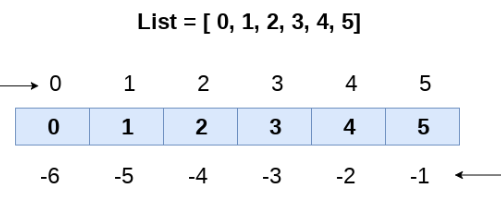 List = [ 0, 1, 2, 3, 4, 5]
0 1 2 3 4 5
0 1 2 3 4 5
-6 -5 -4 -3 -2 -1